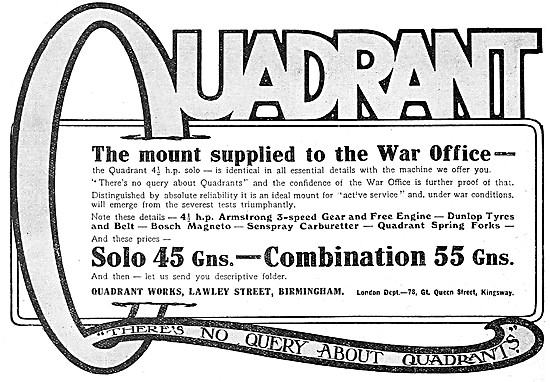 QUADRANT
The mount supplied to the War Office—
the Quadrant 4½ h.p. solo — is identical in all essential details with the machine we offer you.
"There's no query about Quadrants" and the confidence of the War Office is further proof of that.
Distinguished by absolute reliability it is an ideal mount for "active service" and, under war conditions,
will emerge from the severest tests triumphantly.
Note these details — 4½ h.p. Armstrong 3-speed Gear and Free Engine — Dunlop Tyres
and Belt — Bosch Magneto — Senspray Carburetter — Quadrant Spring Forks —
And these prices —
Solo 45 Gns.—Combination 55 Gns.
And then — let us send you descriptive folder.
QUADRANT WORKS, LAWLEY STREET, BIRMINGHAM. London Dept.—78, Gt. Queen Street, Kingsway.
"THERE'S NO QUERY ABOUT QUADRANTS."